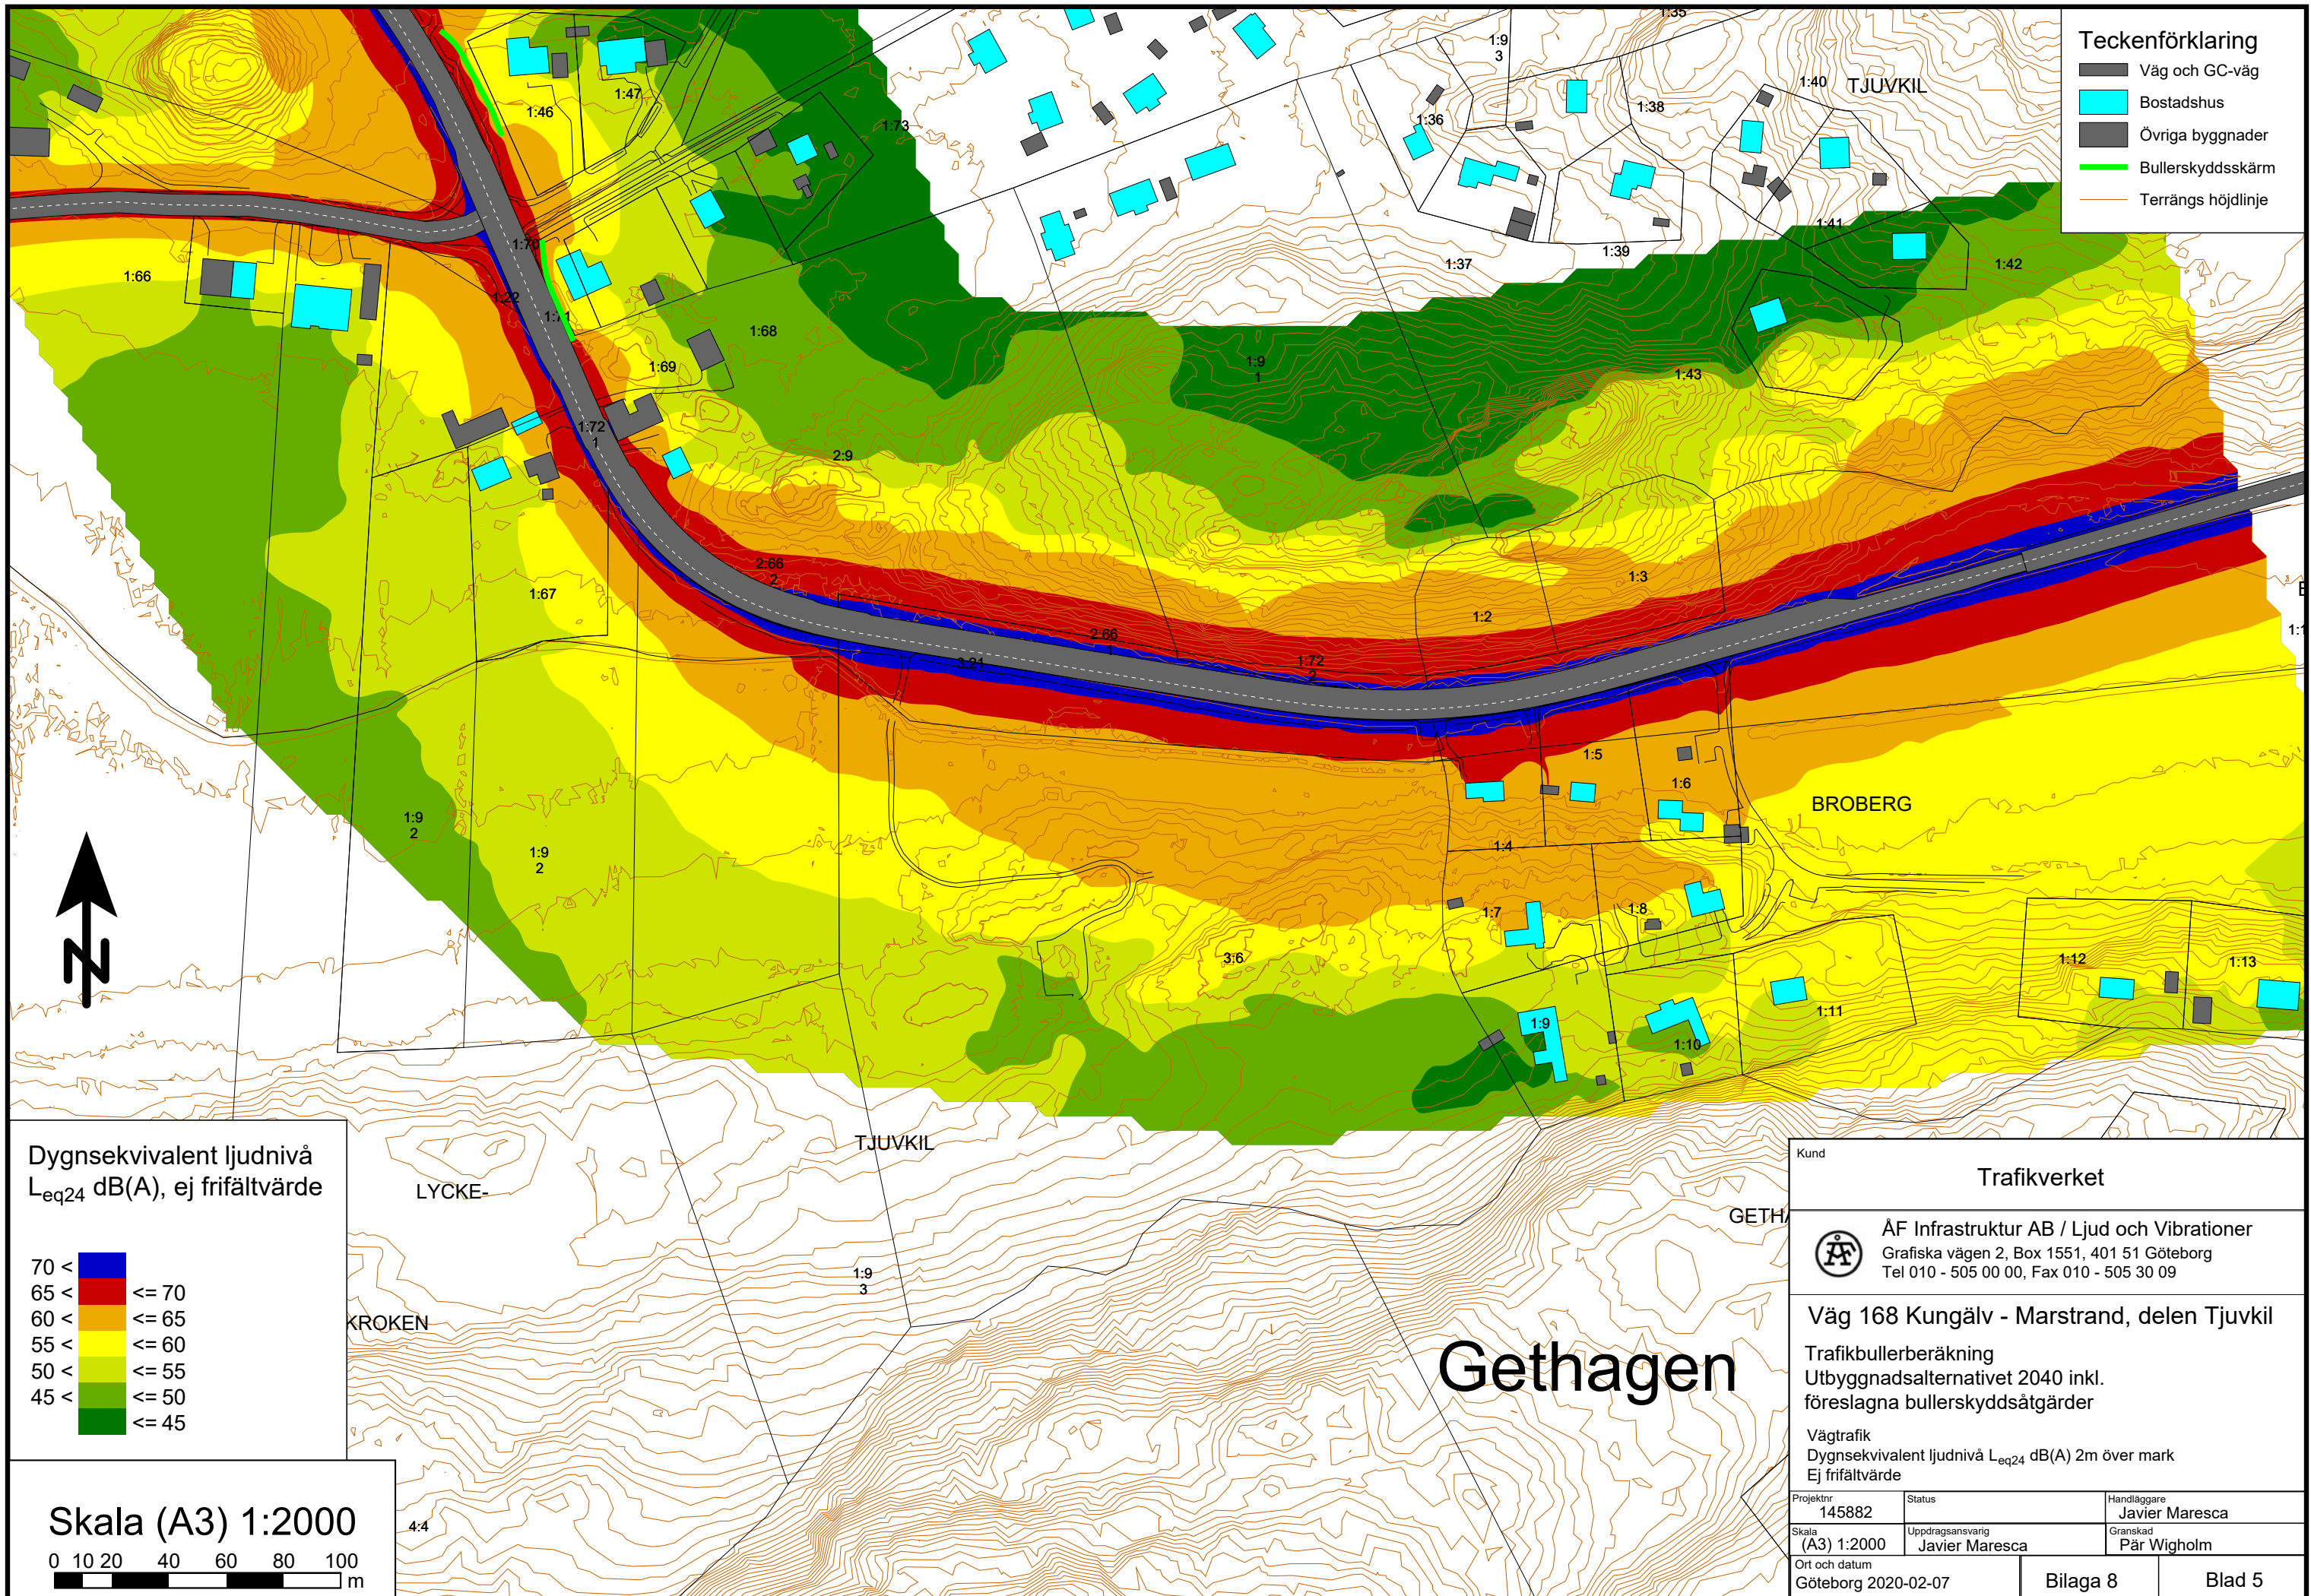 Teckenförklaring
Väg och GC-väg
Bostadshus
Övriga byggnader
Bullerskyddsskärm
Terrängs höjdlinje
1:35
1:9
3
1:40
TJUVKIL
1:47
1:46
1:38
1:36
1:73
1:41
1:70
1:39
1:37
1:42
1:66
1:22
1:71
1:68
1:9
1
1:69
1:43
1:72
1
2:9
2:66
2
1:3
1:67
1:2
2:66
1
1:1
3:21
1:72
2
1:5
1:6
BROBERG
1:9
2
1:4
1:9
2
1:7
1:8
3:6
1:12
1:13
1:11
1:9
1:10
N
TJUVKIL
LYCKE-
KROKEN
1:9
3
GETHA
Gethagen
4:4
Dygnsekvivalent ljudnivå
Leq24 dB(A), ej frifältvärde
70 <
65 < <= 70
60 < <= 65
55 < <= 60
50 < <= 55
45 < <= 50
<= 45
Skala (A3) 1:2000
0 10 20 40 60 80 100
m
Kund
Trafikverket
ÅF
ÅF Infrastruktur AB / Ljud och Vibrationer
Grafiska vägen 2, Box 1551, 401 51 Göteborg
Tel 010 - 505 00 00, Fax 010 - 505 30 09
Väg 168 Kungälv - Marstrand, delen Tjuvkil
Trafikbullerberäkning
Utbyggnadsalternativet 2040 inkl.
föreslagna bullerskyddsåtgärder
Vägtrafik
Dygnsekvivalent ljudnivå Leq24 dB(A) 2m över mark
Ej frifältvärde
Projektnr
145882
Status
Handläggare
Javier Maresca
Skala
(A3) 1:2000
Uppdragsansvarig
Javier Maresca
Granskad
Pär Wigholm
Ort och datum
Göteborg 2020-02-07
Bilaga 8
Blad 5